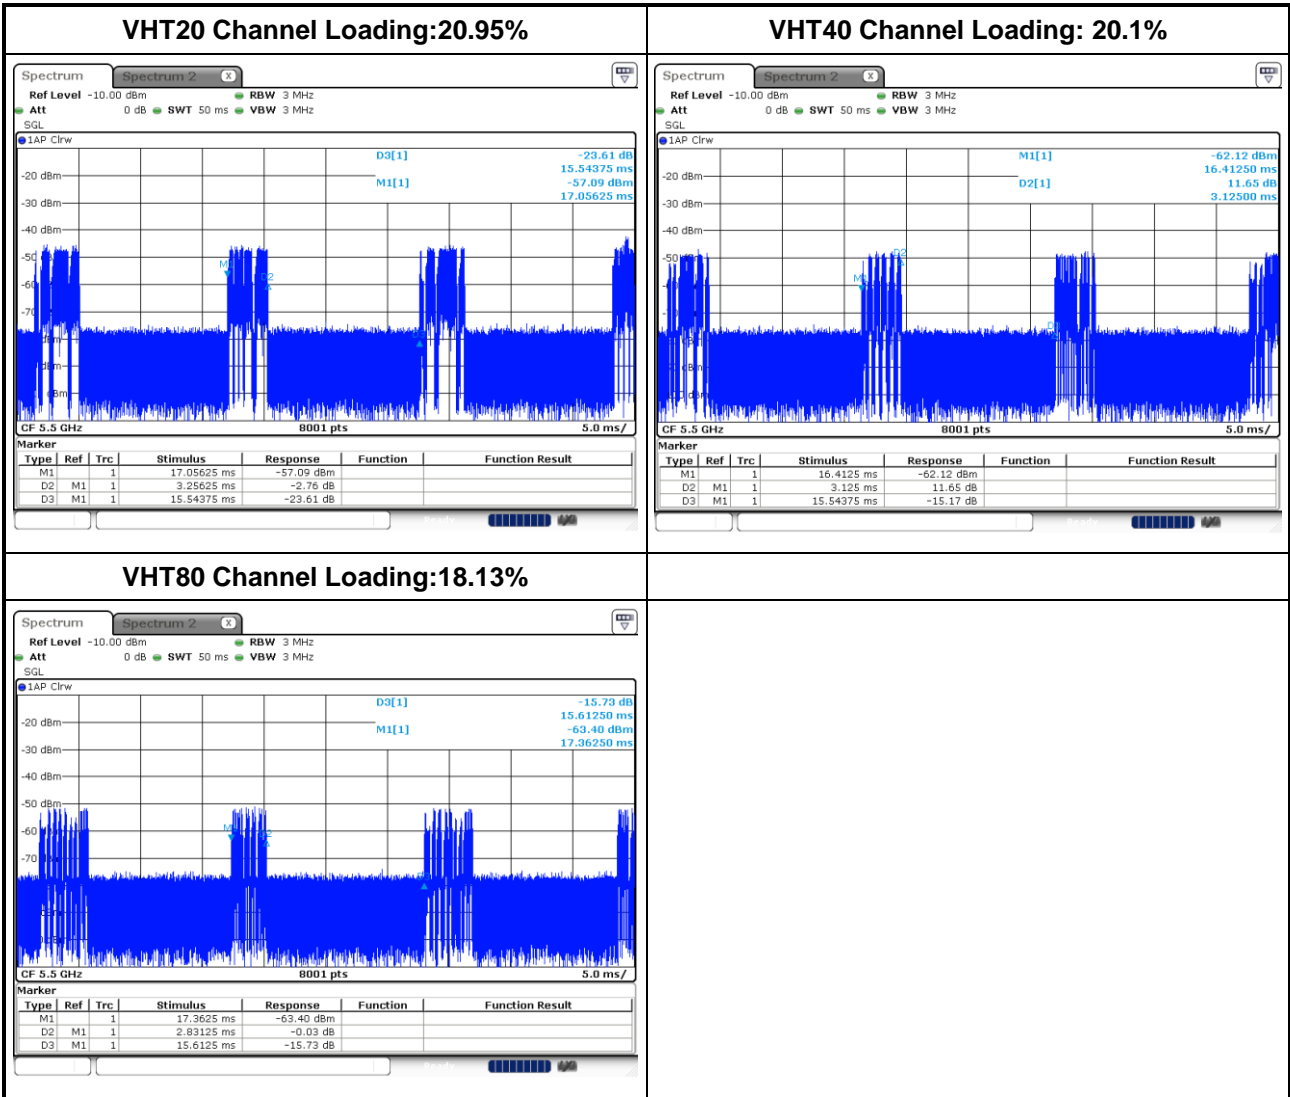 VHT20 Channel Loading:20.95%
VHT40 Channel Loading: 20.1%
Spectrum Spectrum 2 X
Ref Level -10.00 dBm RBW 3 MHz
Att 0 dB SWT 50 ms VBW 3 MHz
SGL
1AP Clrw
D3[1] -23.61 dB
15.54375 ms
M1[1] -57.09 dBm
17.05625 ms
-20 dBm
-30 dBm
-40 dBm
-50
-60
-70
M1
D2
CF 5.5 GHz 8001 pts 5.0 ms/
Marker
Type Ref Trc Stimulus Response Function Function Result
M1 1 17.05625 ms -57.09 dBm
D2 M1 1 3.25625 ms -2.76 dB
D3 M1 1 15.54375 ms -23.61 dB
Ready
Spectrum Spectrum 2 X
Ref Level -10.00 dBm RBW 3 MHz
Att 0 dB SWT 50 ms VBW 3 MHz
SGL
1AP Clrw
M1[1] -62.12 dBm
16.41250 ms
D2[1] 11.65 dB
3.12500 ms
-20 dBm
-30 dBm
-40 dBm
-50
-60
D2
CF 5.5 GHz 8001 pts 5.0 ms/
Marker
Type Ref Trc Stimulus Response Function Function Result
M1 1 16.4125 ms -62.12 dBm
D2 M1 1 3.125 ms 11.65 dB
D3 M1 1 15.54375 ms -15.17 dB
Ready
VHT80 Channel Loading:18.13%
Spectrum Spectrum 2 X
Ref Level -10.00 dBm RBW 3 MHz
Att 0 dB SWT 50 ms VBW 3 MHz
SGL
1AP Clrw
D3[1] -15.73 dB
15.61250 ms
M1[1] -63.40 dBm
17.36250 ms
-20 dBm
-30 dBm
-40 dBm
-50 dBm
-60
-70
CF 5.5 GHz 8001 pts 5.0 ms/
Marker
Type Ref Trc Stimulus Response Function Function Result
M1 1 17.3625 ms -63.40 dBm
D2 M1 1 2.83125 ms -0.03 dB
D3 M1 1 15.6125 ms -15.73 dB
Ready